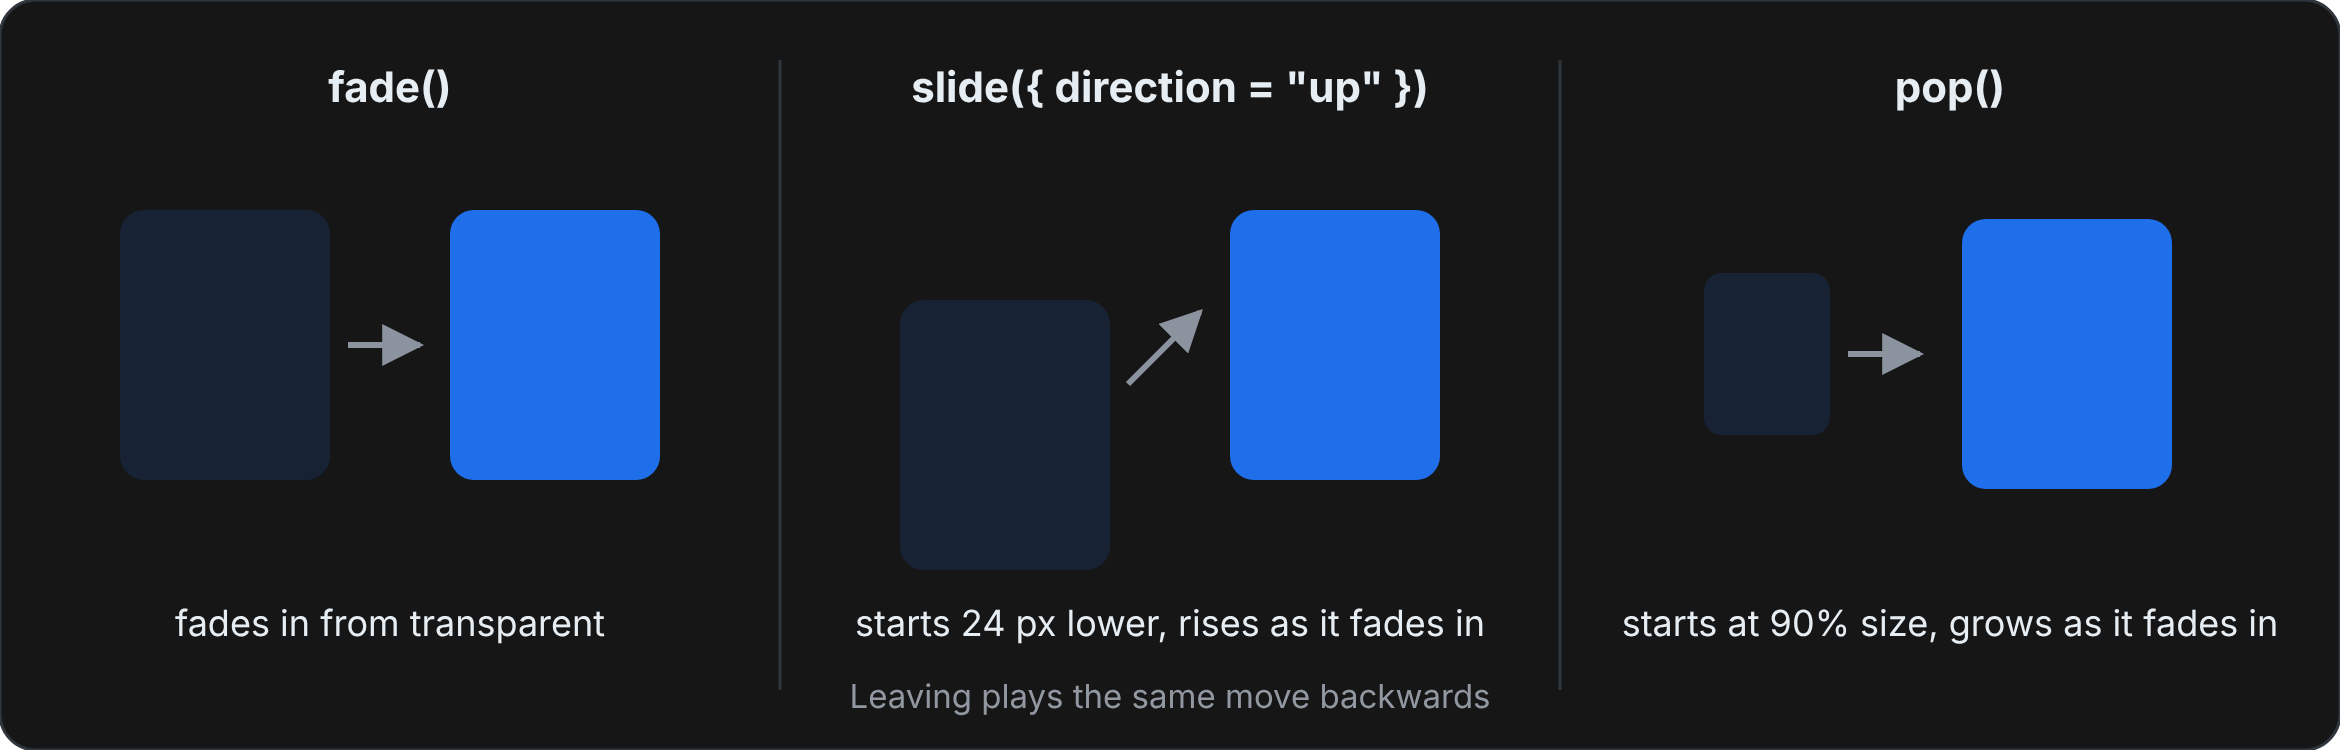 fade()
slide({ direction = "up" })
pop()
fades in from transparent
starts 24 px lower, rises as it fades in
starts at 90% size, grows as it fades in
Leaving plays the same move backwards